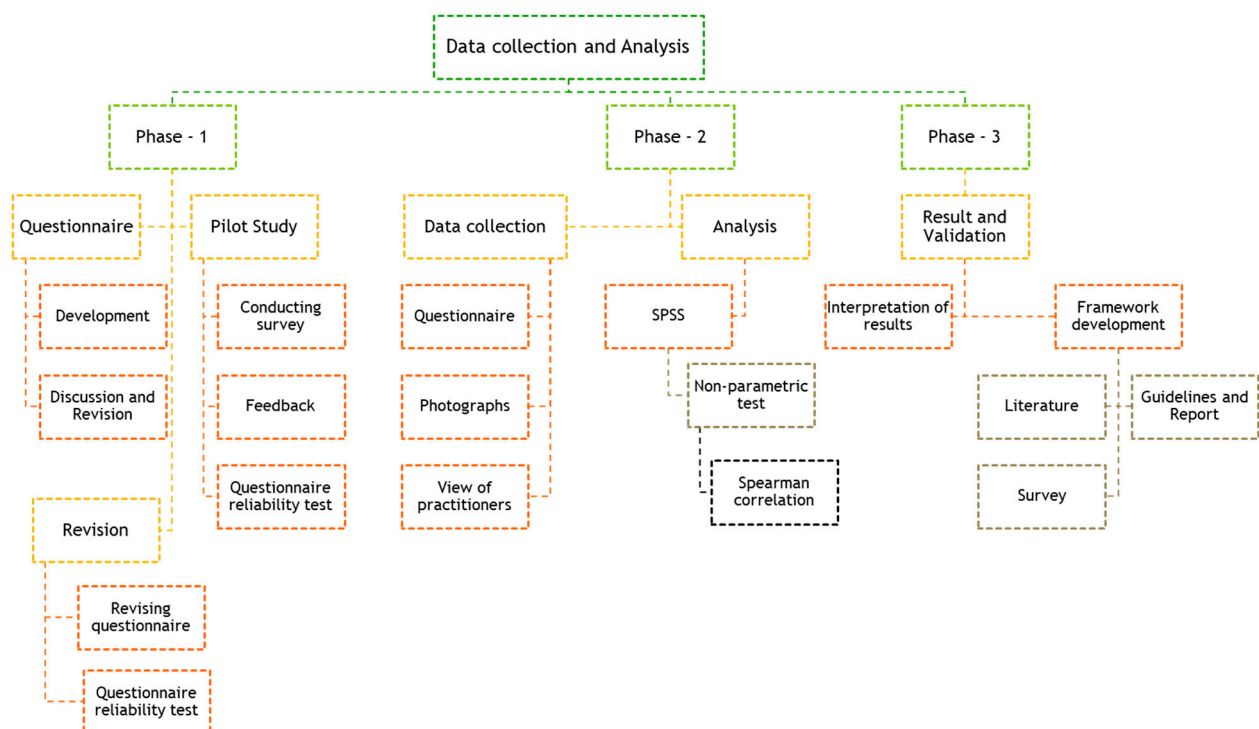 Data collection and Analysis
Phase - 1
Phase - 2
Phase - 3
Questionnaire
Pilot Study
Data collection
Analysis
Result and
Validation
Development
Conducting
survey
Questionnaire
SPSS
Interpretation of
results
Framework
development
Discussion and
Revision
Feedback
Photographs
Non-parametric
test
Literature
Guidelines and
Report
Questionnaire
reliability test
View of
practitioners
Spearman
correlation
Survey
Revision
Revising
questionnaire
Questionnaire
reliability test